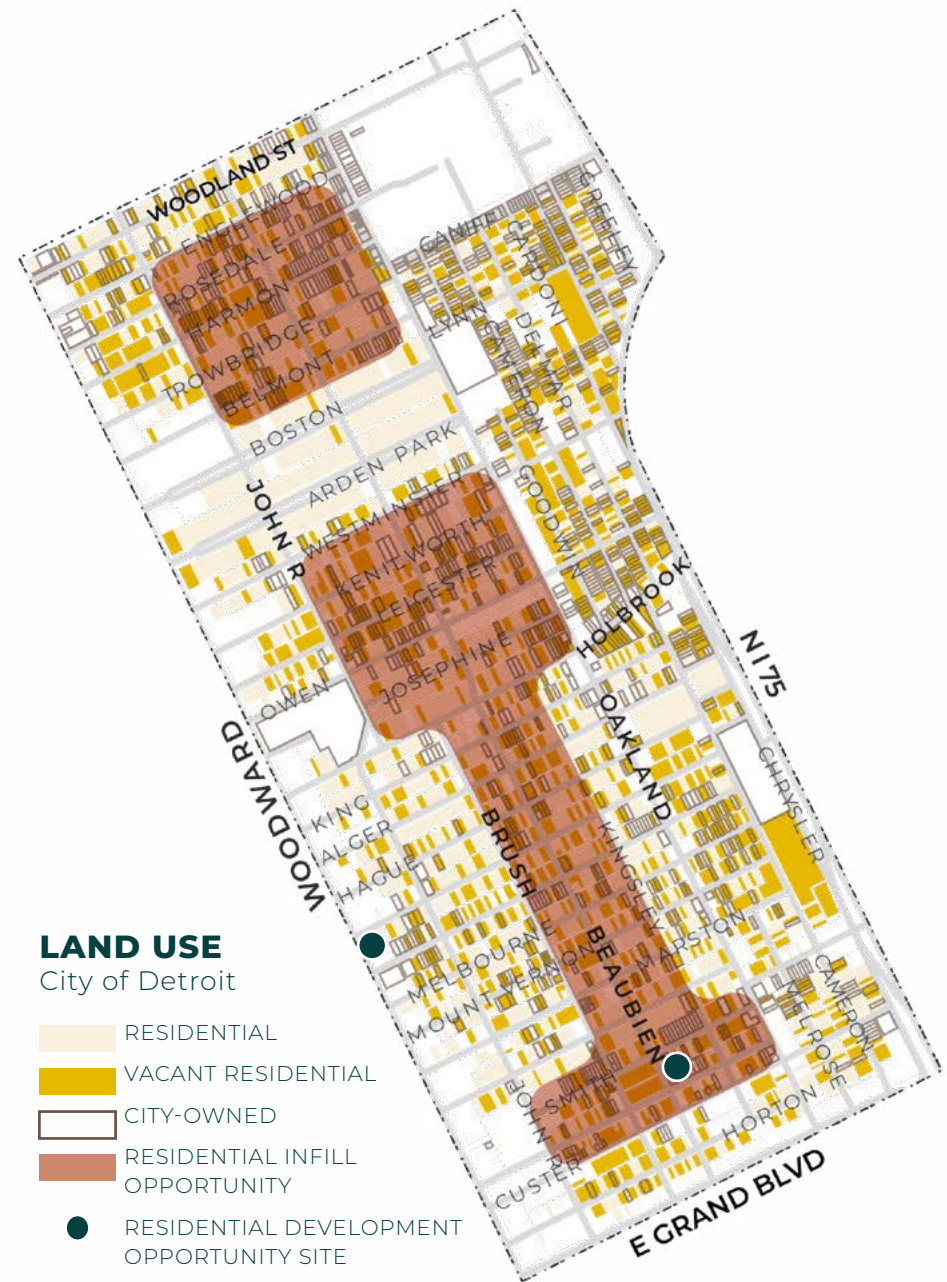 WOODLAND ST
ENGLEWOOD
ROSEDALE
HARMON
TROWBRIDGE
BELMONT
BOSTON
ARDEN PARK
CANIFF
GREELEY
CARDONI
LYNN
CAMERON
DELMAR
GOODWIN
JOHN R
WESTMINSTER
KENILWORTH
LEICESTER
JOSEPHINE
HOLBROOK
OWEN
N I 75
WOODWARD
OAKLAND
CHRYSLER
KING
ALGER
HAGUE
BRUSH
KINGSLEY
MELBOURNE
MOUNT VERNON
BEAUBIEN
MARSTON
CAMERON
MELROSE
JOHN R
SMITH
CUSTER
HORTON
E GRAND BLVD
LAND USE
City of Detroit
RESIDENTIAL
VACANT RESIDENTIAL
CITY-OWNED
RESIDENTIAL INFILL
OPPORTUNITY
RESIDENTIAL DEVELOPMENT
OPPORTUNITY SITE